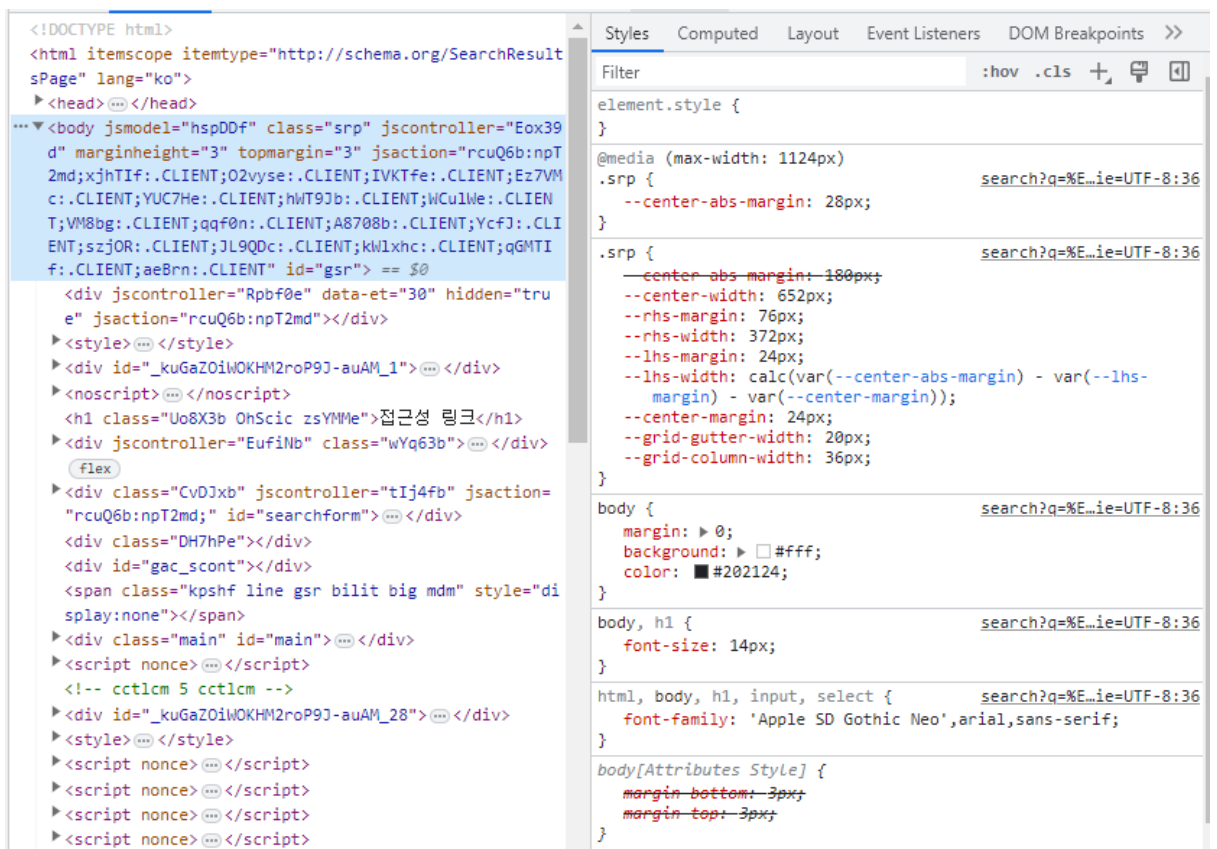 <!DOCTYPE html>
<html itemscope itemtype="http://schema.org/SearchResult
sPage" lang="ko">
<head>…</head>
…<body jsmodel="hspDDf" class="srp" jscontroller="Eox39
d" marginheight="3" topmargin="3" jsaction="rcuQ6b:npT
2md;xjhTIf:.CLIENT;O2vyse:.CLIENT;IVKTfe:.CLIENT;Ez7VM
c:.CLIENT;YUC7He:.CLIENT;hWT9Jb:.CLIENT;WCulWe:.CLIEN
T;VM8bg:.CLIENT;qqf0n:.CLIENT;A8708b:.CLIENT;YcfJ:.CLI
ENT;szjOR:.CLIENT;JL9QDc:.CLIENT;kWlxhc:.CLIENT;qGMTI
f:.CLIENT;aeBrn:.CLIENT" id="gsr"> == $0
<div jscontroller="Rpbf0e" data-et="30" hidden="tru
e" jsaction="rcuQ6b:npT2md"></div>
<style>…</style>
<div id="_kuGaZOiWOKHM2roP9J-auAM_1">…</div>
<noscript>…</noscript>
<h1 class="Uo8X3b OhScic zsYMMe">접근성 링크</h1>
<div jscontroller="EufiNb" class="wYq63b">…</div>
flex
<div class="CvDJxb" jscontroller="tIj4fb" jsaction=
"rcuQ6b:npT2md;" id="searchform">…</div>
<div class="DH7hPe"></div>
<div id="gac_scont"></div>
<span class="kpshf line gsr bilit big mdm" style="di
splay:none"></span>
<div class="main" id="main">…</div>
<script nonce>…</script>
<!-- cctlcm 5 cctlcm -->
<div id="_kuGaZOiWOKHM2roP9J-auAM_28">…</div>
<style>…</style>
<script nonce>…</script>
<script nonce>…</script>
<script nonce>…</script>
<script nonce>…</script>
Styles Computed Layout Event Listeners DOM Breakpoints
Filter :hov .cls
element.style {
}
@media (max-width: 1124px)
.srp { search?q=%E…ie=UTF-8:36
--center-abs-margin: 28px;
}
.srp { search?q=%E…ie=UTF-8:36
--center-abs-margin: 180px;
--center-width: 652px;
--rhs-margin: 76px;
--rhs-width: 372px;
--lhs-margin: 24px;
--lhs-width: calc(var(--center-abs-margin) - var(--lhs-
margin) - var(--center-margin));
--center-margin: 24px;
--grid-gutter-width: 20px;
--grid-column-width: 36px;
}
body { search?q=%E…ie=UTF-8:36
margin: 0;
background: #fff;
color: #202124;
}
body, h1 { search?q=%E…ie=UTF-8:36
font-size: 14px;
}
html, body, h1, input, select { search?q=%E…ie=UTF-8:36
font-family: 'Apple SD Gothic Neo',arial,sans-serif;
}
body[Attributes Style] {
margin-bottom: 3px;
margin-top: 3px;
}